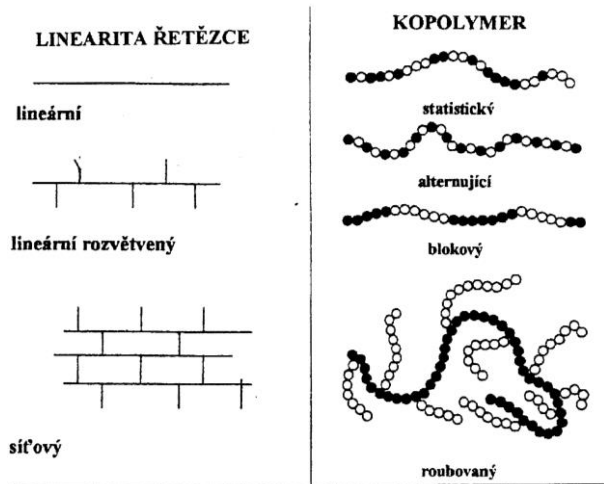 LINEARITA ŘETĚZCE
lineární
lineární rozvětvený
síťový
KOPOLYMER
statistický
alternující
blokový
roubovaný